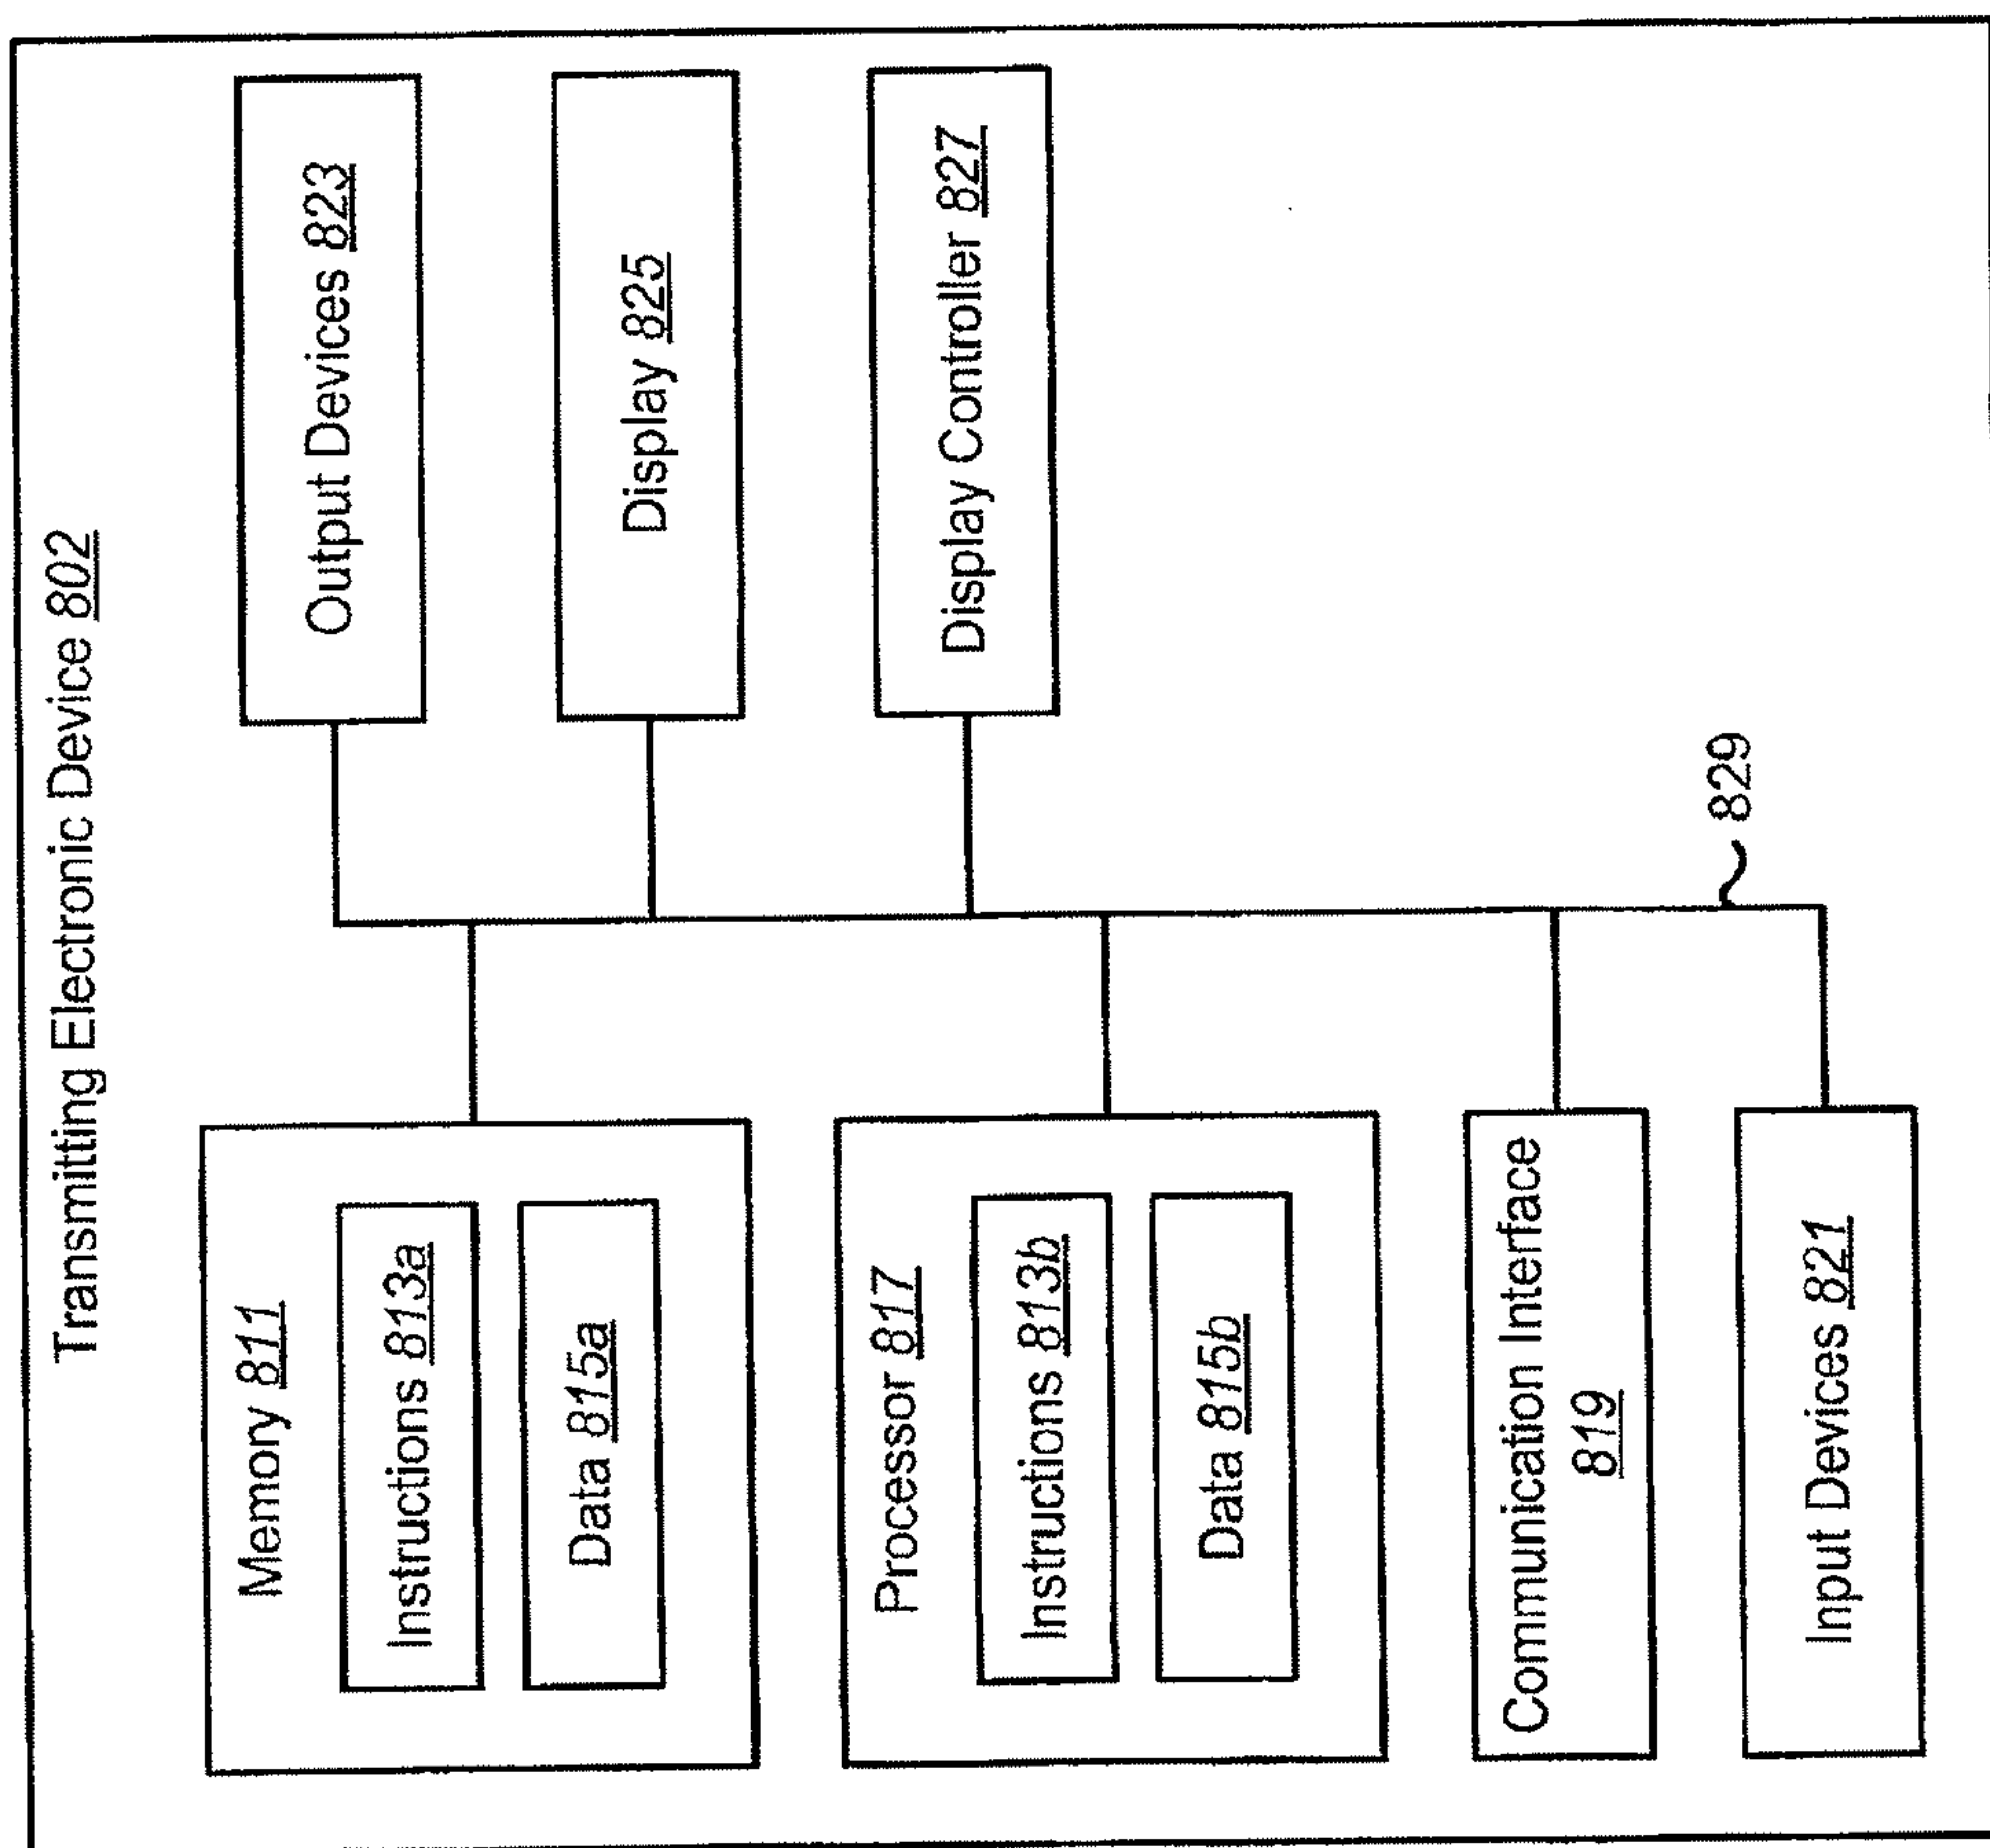 Transmitting Electronic Device 802
Memory 811
Instructions 813a
Data 815a
Processor 817
Instructions 813b
Data 815b
Communication Interface
819
Input Devices 821
Output Devices 823
Display 825
Display Controller 827
829